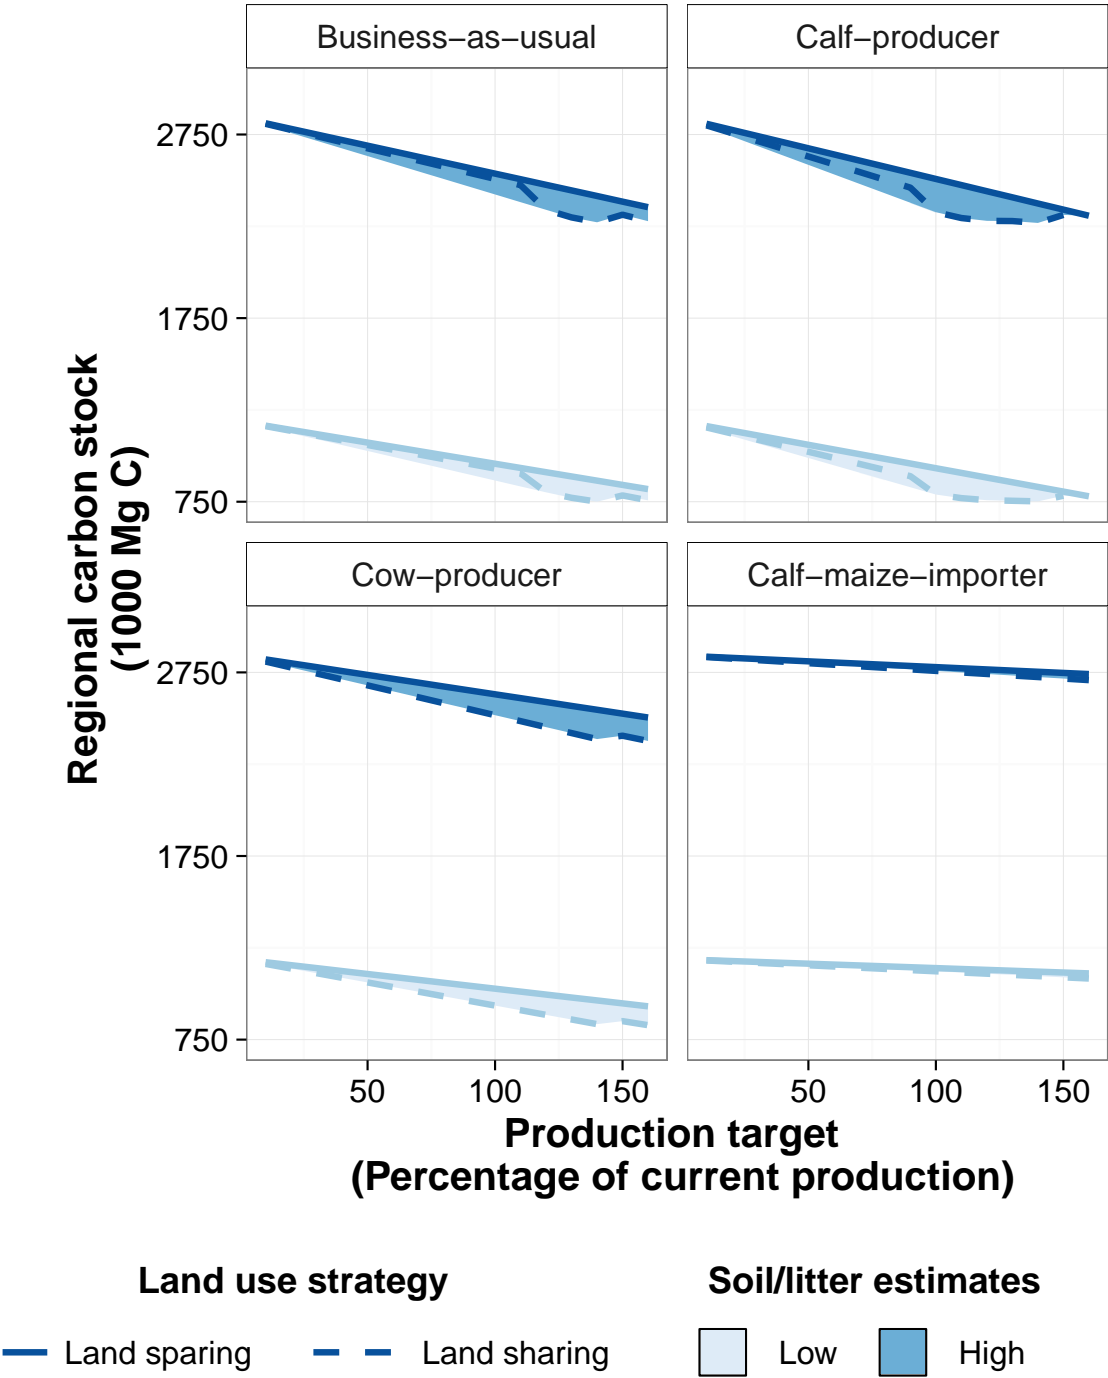 Business−as−usual
Calf−producer
2750
1750
750
Regional carbon stock
(1000 Mg C)
Cow−producer
Calf−maize−importer
2750
1750
750
50 100 150
50 100 150
Production target
(Percentage of current production)
Land use strategy
Soil/litter estimates
Land sparing
Land sharing
Low
High